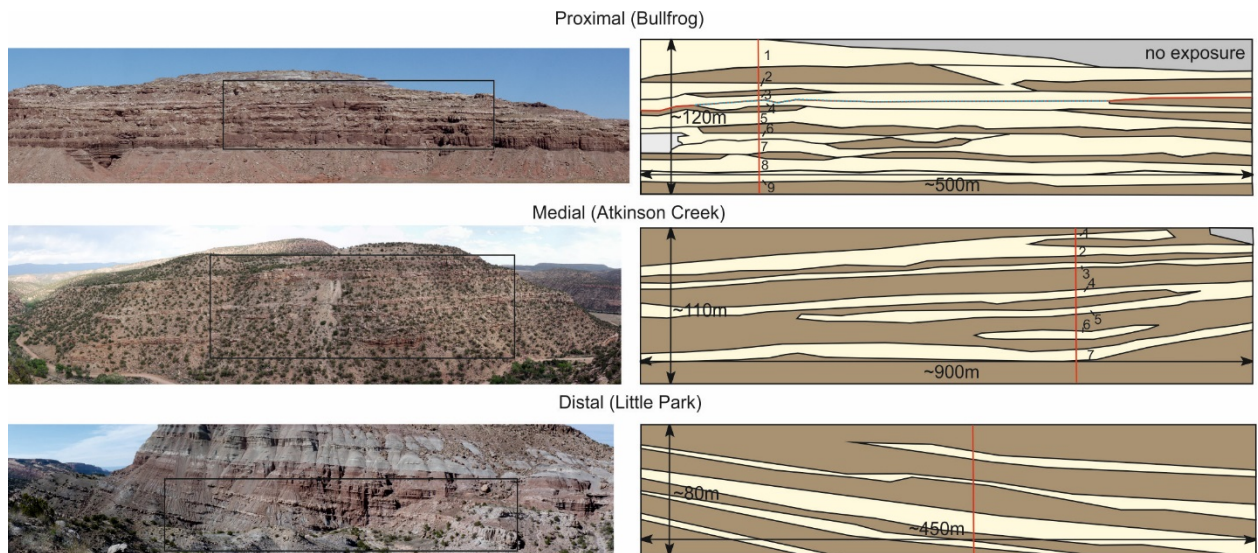 Proximal (Bullfrog)
no exposure
1
2
3
4
~120m
5
6
7
8
~500m
9
Medial (Atkinson Creek)
1
2
3
4
~110m
5
6
7
~900m
Distal (Little Park)
~80m
~450m